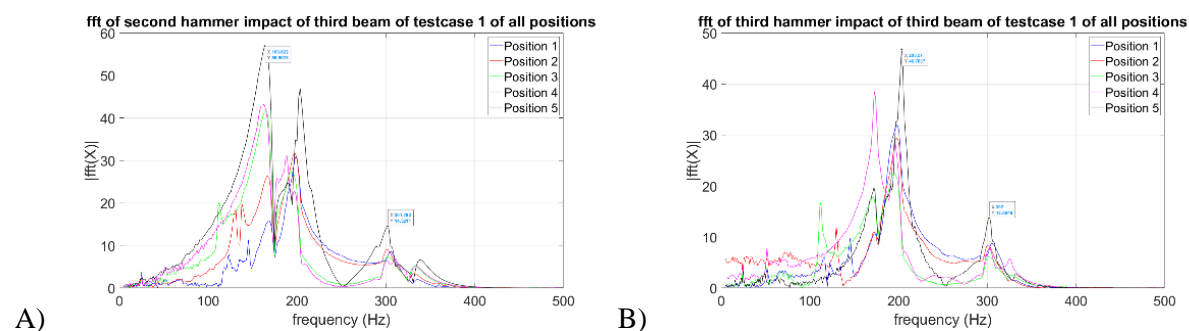 fft of second hammer impact of third beam of testcase 1 of all positions
60
50
40
30
20
10
0
|fft(X)|
0 100 200 300 400 500
frequency (Hz)
Position 1
Position 2
Position 3
Position 4
Position 5
A)
fft of third hammer impact of third beam of testcase 1 of all positions
50
40
30
20
10
0
|fft(X)|
0 100 200 300 400 500
frequency (Hz)
Position 1
Position 2
Position 3
Position 4
Position 5
B)